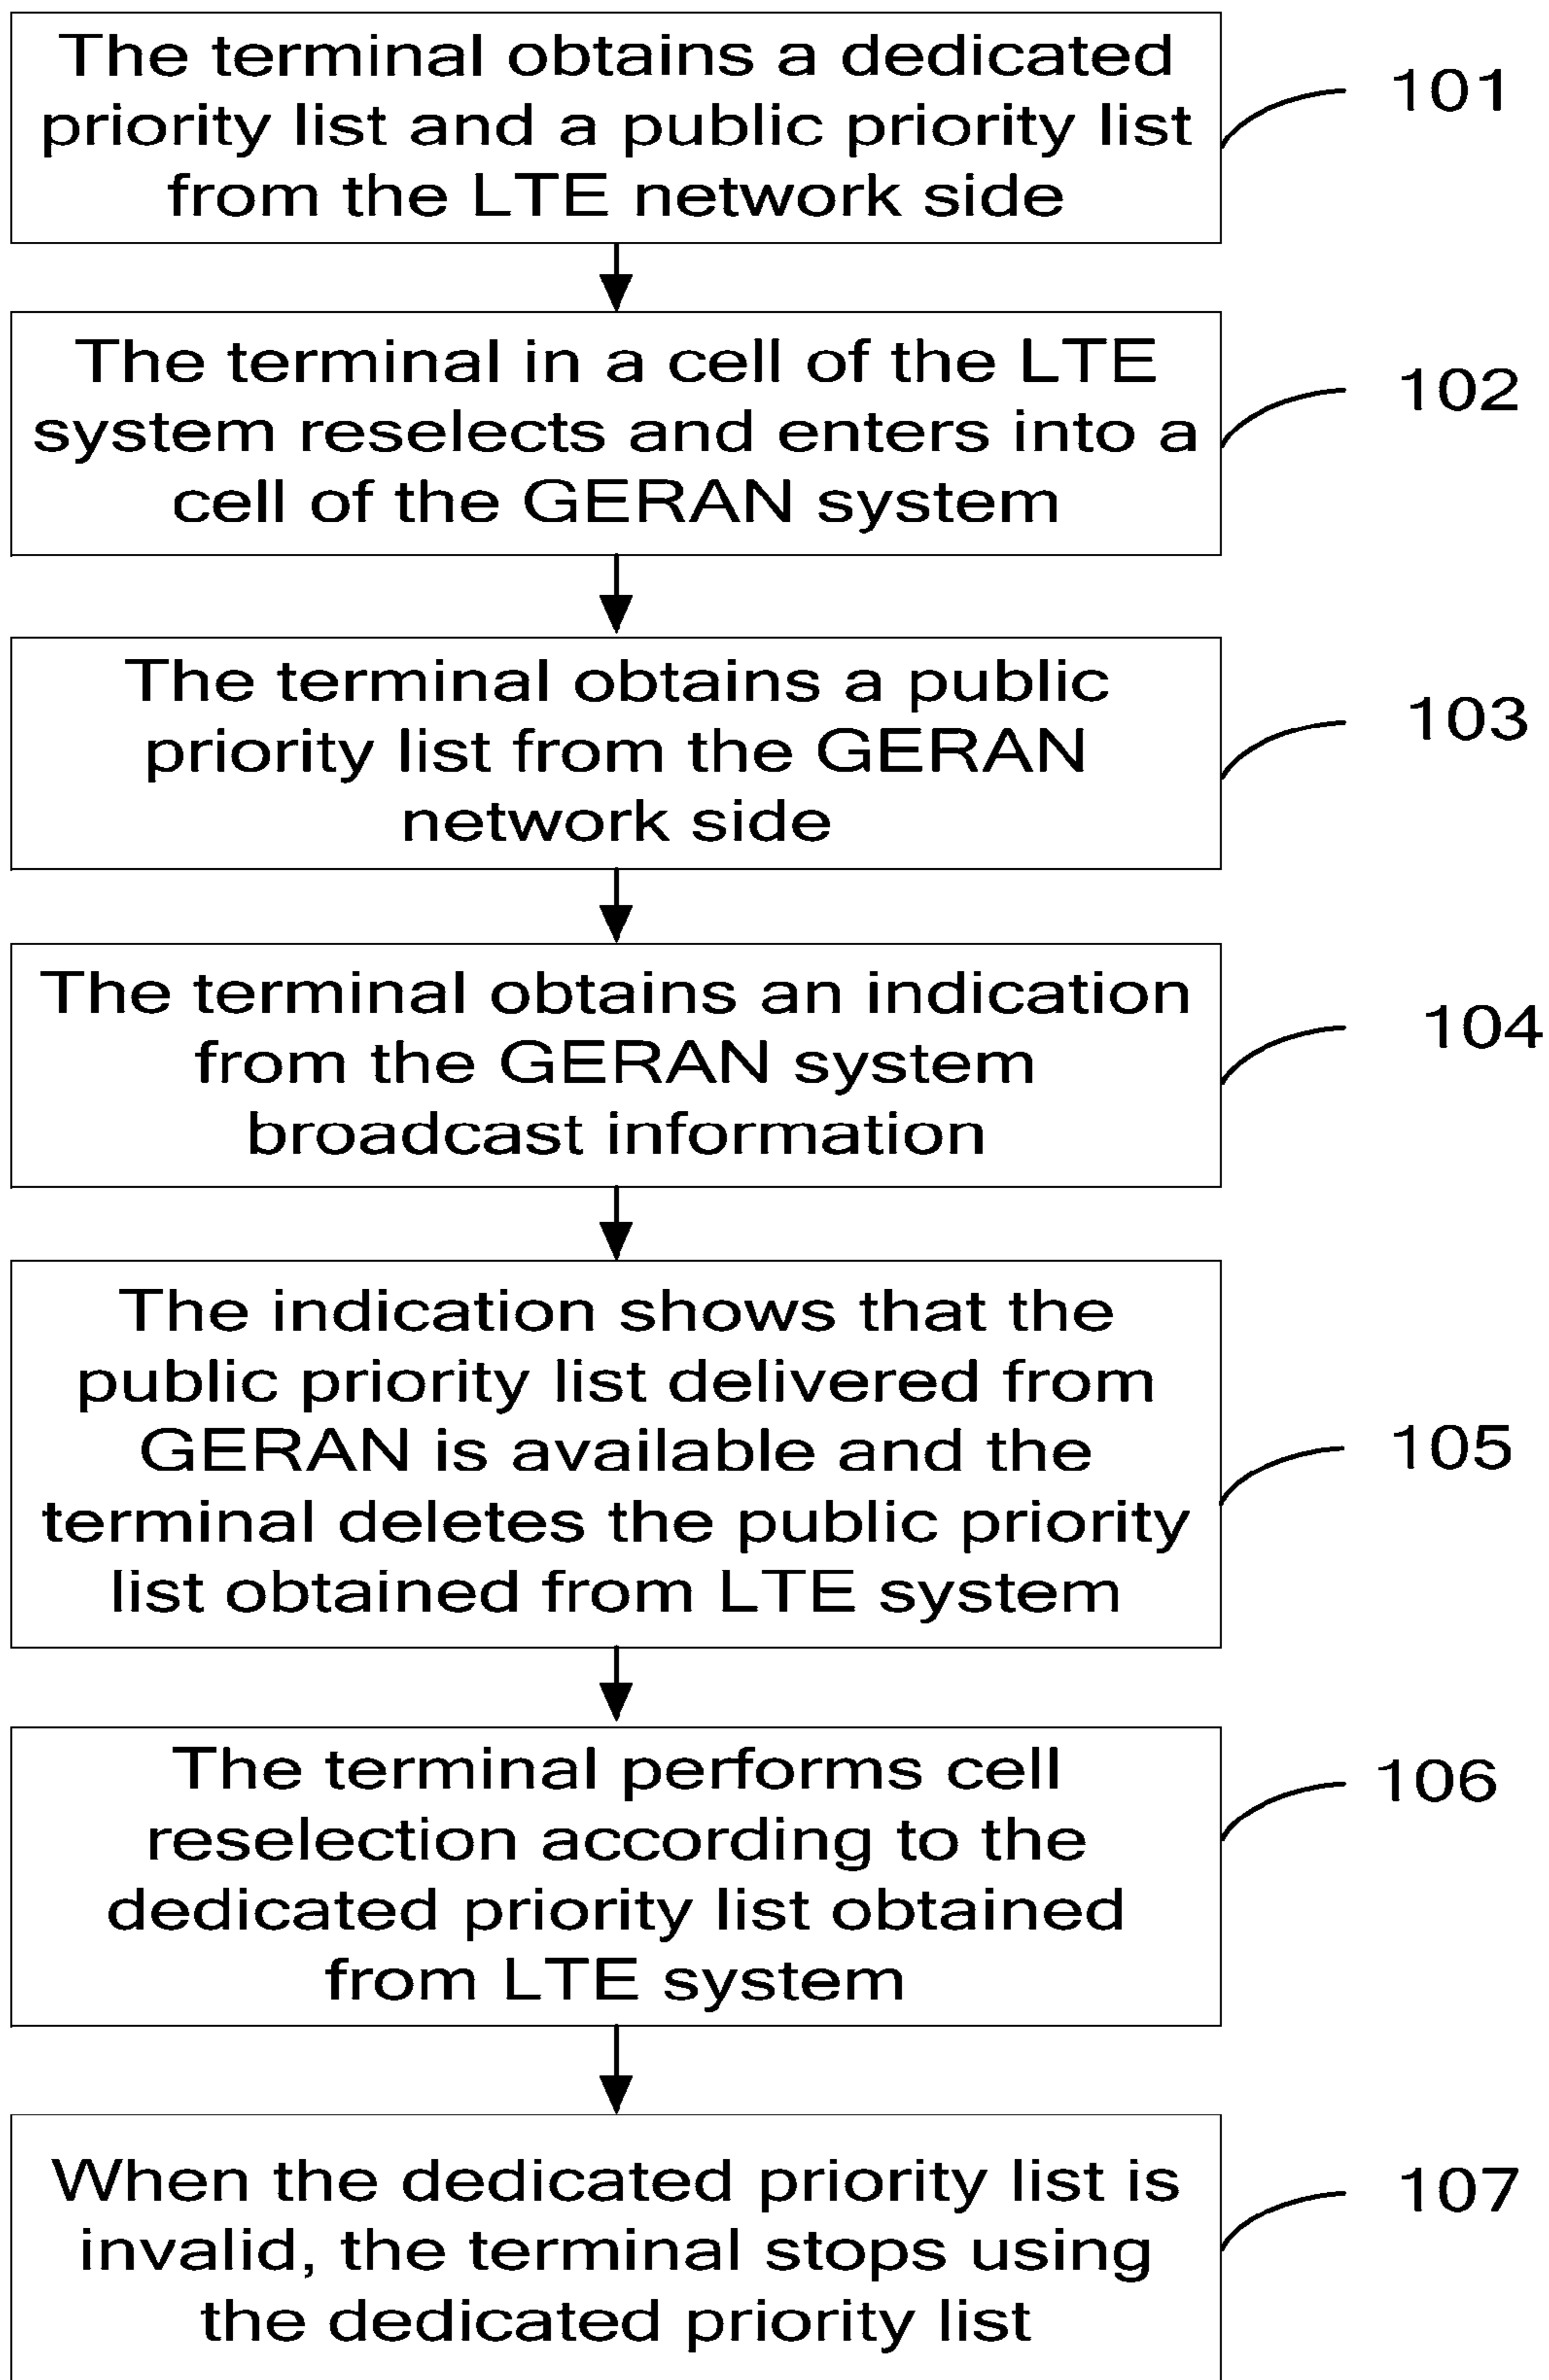 The terminal obtains a dedicated
priority list and a public priority list
from the LTE network side
101
The terminal in a cell of the LTE
system reselects and enters into a
cell of the GERAN system
102
The terminal obtains a public
priority list from the GERAN
network side
103
The terminal obtains an indication
from the GERAN system
broadcast information
104
The indication shows that the
public priority list delivered from
GERAN is available and the
terminal deletes the public priority
list obtained from LTE system
105
The terminal performs cell
reselection according to the
dedicated priority list obtained
from LTE system
106
When the dedicated priority list is
invalid, the terminal stops using
the dedicated priority list
107